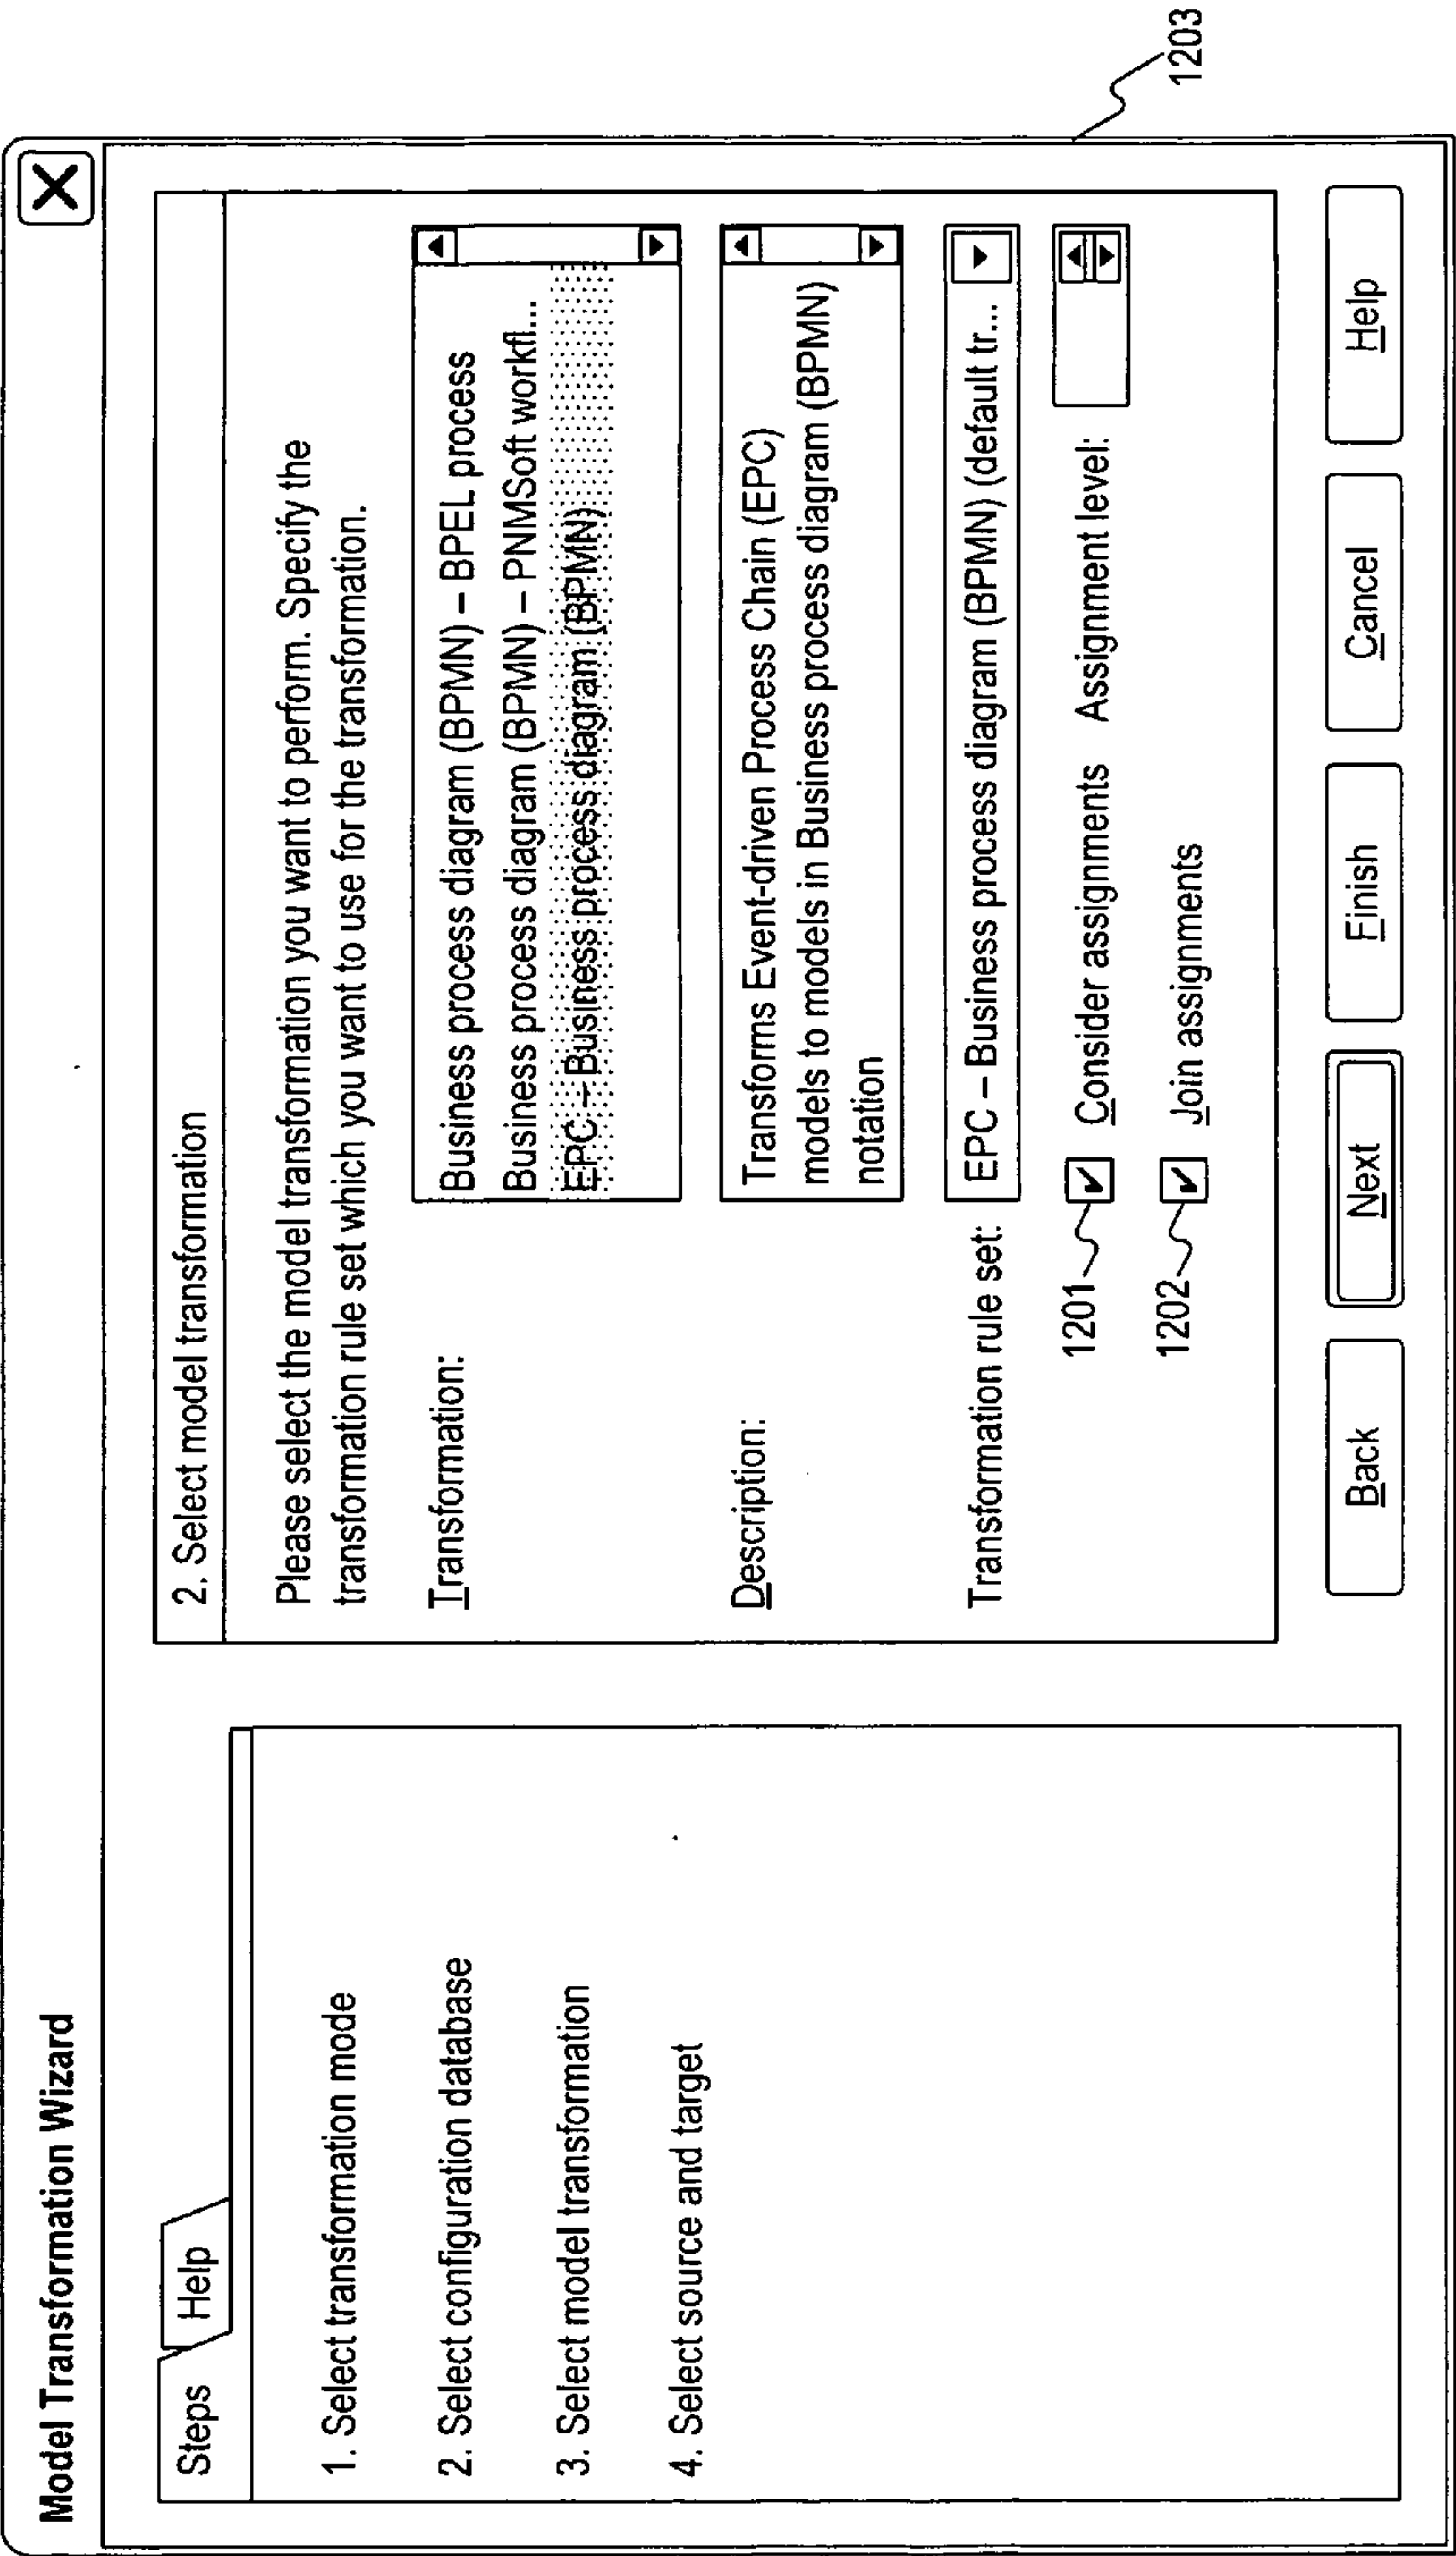 Model Transformation Wizard
Steps
Help
1. Select transformation mode
2. Select configuration database
3. Select model transformation
4. Select source and target
2. Select model transformation
Please select the model transformation you want to perform. Specify the
transformation rule set which you want to use for the transformation.
Transformation:
Business process diagram (BPMN) – BPEL process
Business process diagram (BPMN) – PNMSoft workfl...
EPC – Business process diagram (BPMN)
Description:
Transforms Event-driven Process Chain (EPC)
models to models in Business process diagram (BPMN)
notation
Transformation rule set:
EPC – Business process diagram (BPMN) (default tr...
1201
Consider assignments
Assignment level:
1202
Join assignments
Back
Next
Finish
Cancel
Help
1203